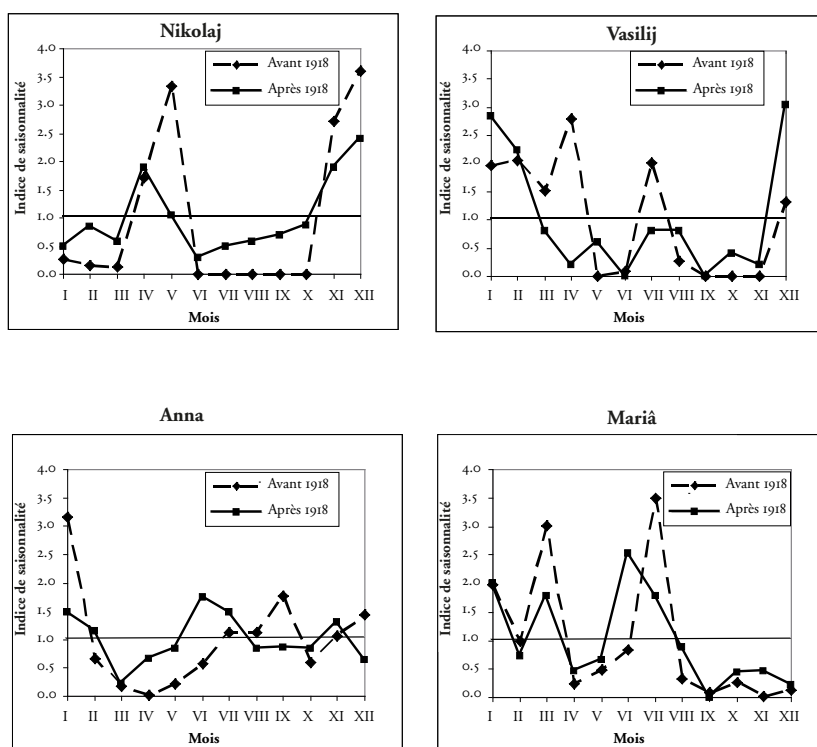 Nikolaj
Indice de saisonnalité
4.0
3.5
3.0
2.5
2.0
1.5
1.0
0.5
0.0
Avant 1918
Après 1918
I II III IV V VI VII VIII IX X XI XII
Mois
Vasilij
Indice de saisonnalité
4.0
3.5
3.0
2.5
2.0
1.5
1.0
0.5
0.0
Avant 1918
Après 1918
I II III IV V VI VII VIII IX X XI XII
Mois
Anna
Indice de saisonnalité
4.0
3.5
3.0
2.5
2.0
1.5
1.0
0.5
0.0
Avant 1918
Après 1918
I II III IV V VI VII VIII IX X XI XII
Mois
Mariâ
Indice de saisonnalité
4.0
3.5
3.0
2.5
2.0
1.5
1.0
0.5
0.0
Avant 1918
Après 1918
I II III IV V VI VII VIII IX X XI XII
Mois